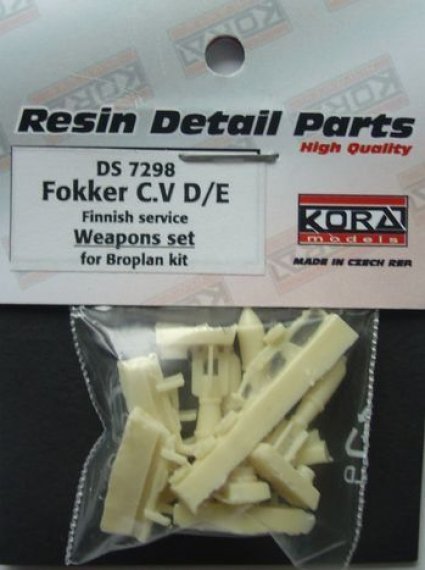 Resin Detail Parts
High Quality
DS 7298
Fokker C.V D/E
Finnish service
Weapons set
for Broplan kit
KORA
models
MADE IN CZECH REP.